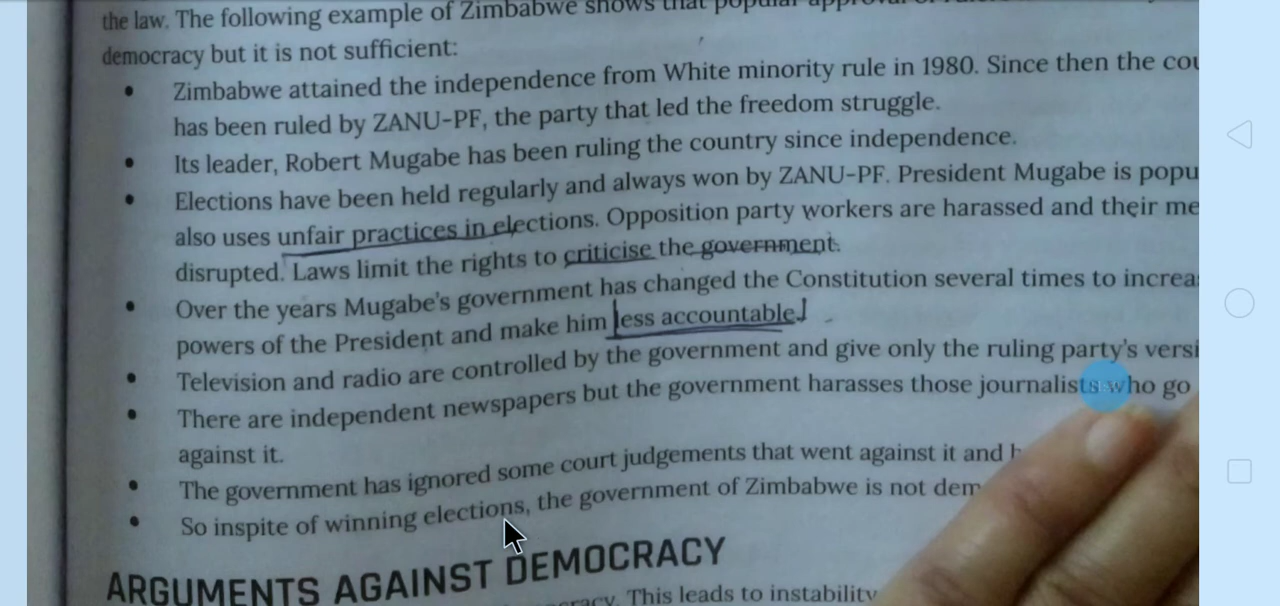 the law. The following example of Zimbabwe shows that popular
democracy but it is not sufficient:
• Zimbabwe attained the independence from White minority rule in 1980. Since then the
has been ruled by ZANU-PF, the party that led the freedom struggle.
• Its leader, Robert Mugabe has been ruling the country since independence.
• Elections have been held regularly and always won by ZANU-PF. President Mugabe is
also uses unfair practices in elections. Opposition party workers are harassed and their
disrupted. Laws limit the rights to criticise the government.
• Over the years Mugabe's government has changed the Constitution several times to
powers of the President and make him less accountable.
• Television and radio are controlled by the government and give only the ruling party's
• There are independent newspapers but the government harasses those journalists who go
against it.
• The government has ignored some court judgements that went against it and
• So inspite of winning elections, the government of Zimbabwe is not
ARGUMENTS AGAINST DEMOCRACY
This leads to instability